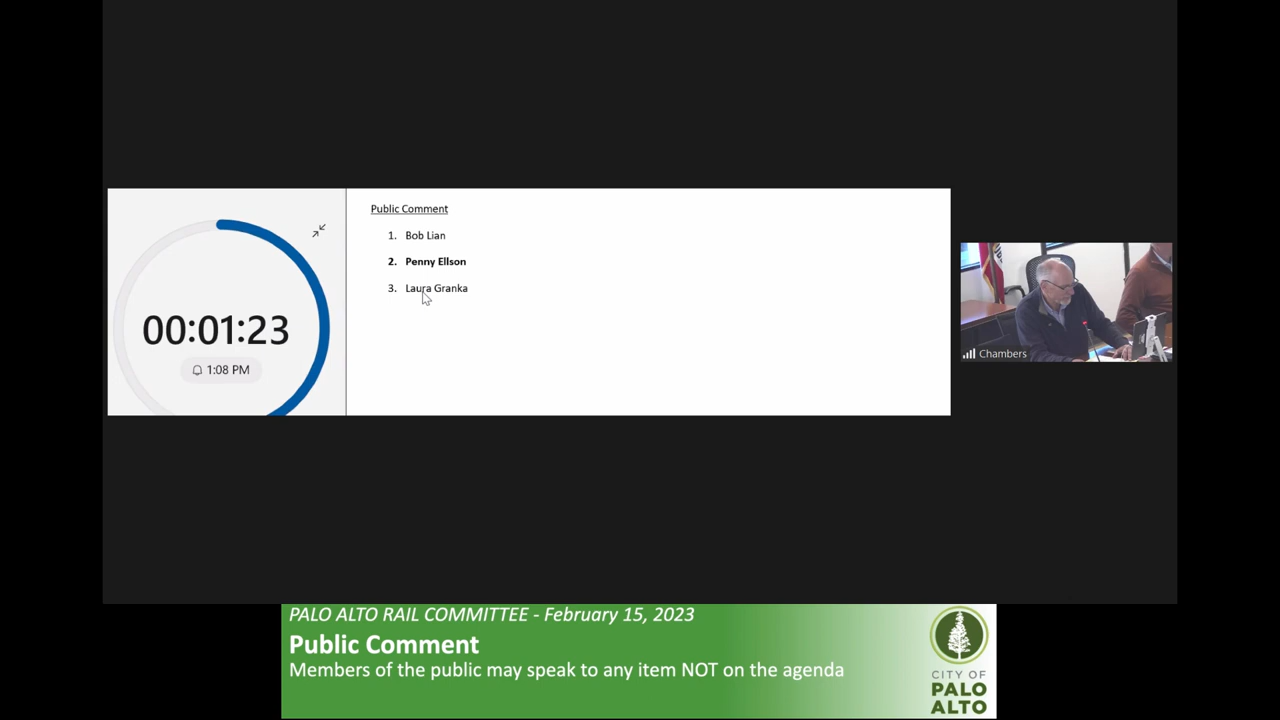 Public Comment
1. Bob Lian
2. Penny Ellson
3. Laura Granka
00:01:23
1:08 PM
Chambers
PALO ALTO RAIL COMMITTEE - February 15, 2023
Public Comment
Members of the public may speak to any item NOT on the agenda
CITY OF
PALO
ALTO